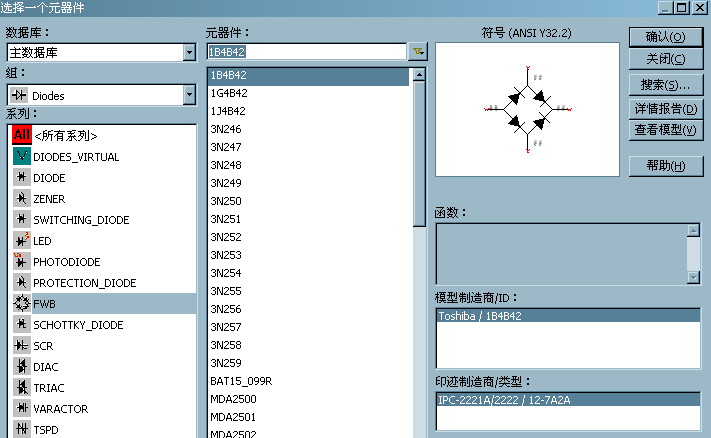 选择一个元器件
数据库：
主数据库
组：
Diodes
系列：
All <所有系列>
DIODES_VIRTUAL
DIODE
ZENER
SWITCHING_DIODE
LED
PHOTODIODE
PROTECTION_DIODE
FWB
SCHOTTKY_DIODE
SCR
DIAC
TRIAC
VARACTOR
TSPD
元器件：
1B4B42
1B4B42
1G4B42
1J4B42
3N246
3N247
3N248
3N249
3N250
3N251
3N252
3N253
3N254
3N255
3N256
3N257
3N258
3N259
BAT15_099R
MDA2500
MDA2501
MDA2502
符号 (ANSI Y32.2)
函数：
模型制造商/ID：
Toshiba / 1B4B42
印迹制造商/类型：
IPC-2221A/2222 / 12-7A2A
确认(O)
关闭(C)
搜索(S)...
详情报告(D)
查看模型(V)
帮助(H)